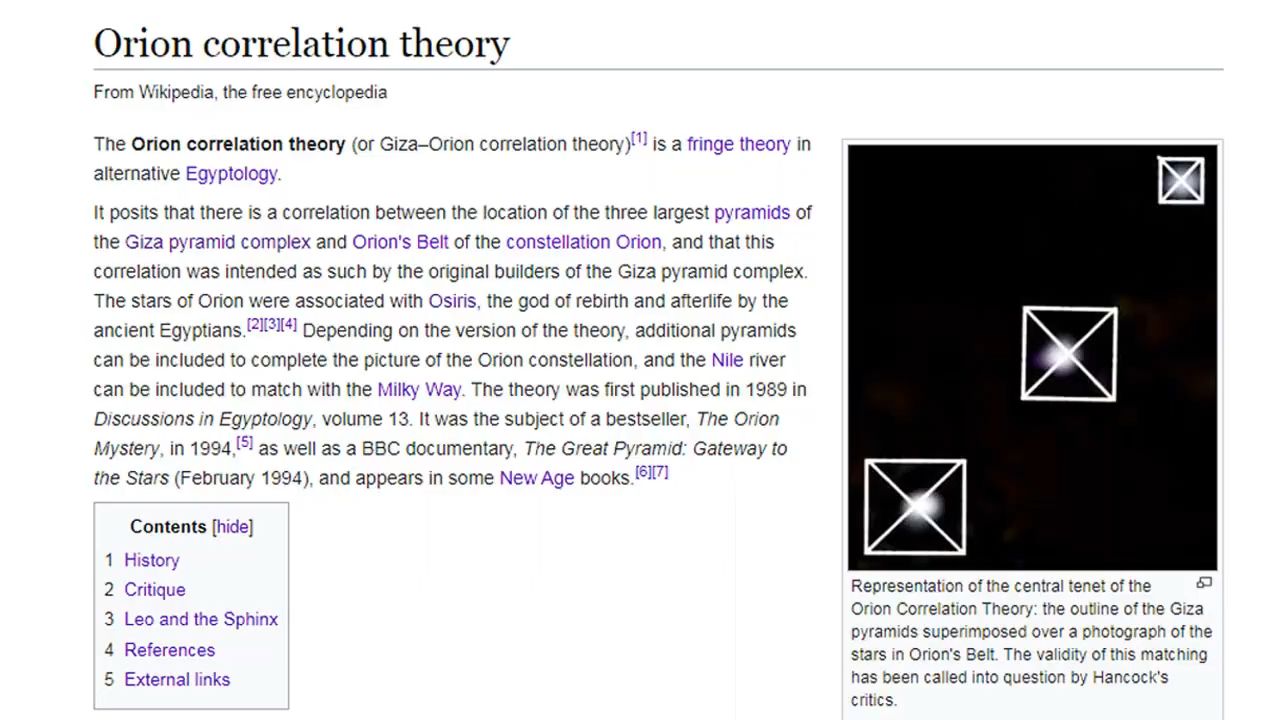 Orion correlation theory
From Wikipedia, the free encyclopedia
The Orion correlation theory (or Giza–Orion correlation theory)[1] is a fringe theory in
alternative Egyptology.
It posits that there is a correlation between the location of the three largest pyramids of
the Giza pyramid complex and Orion's Belt of the constellation Orion, and that this
correlation was intended as such by the original builders of the Giza pyramid complex.
The stars of Orion were associated with Osiris, the god of rebirth and afterlife by the
ancient Egyptians.[2][3][4] Depending on the version of the theory, additional pyramids
can be included to complete the picture of the Orion constellation, and the Nile river
can be included to match with the Milky Way. The theory was first published in 1989 in
Discussions in Egyptology, volume 13. It was the subject of a bestseller, The Orion
Mystery, in 1994,[5] as well as a BBC documentary, The Great Pyramid: Gateway to
the Stars (February 1994), and appears in some New Age books.[6][7]
Contents [hide]
1 History
2 Critique
3 Leo and the Sphinx
4 References
5 External links
Representation of the central tenet of the
Orion Correlation Theory: the outline of the Giza
pyramids superimposed over a photograph of the
stars in Orion's Belt. The validity of this matching
has been called into question by Hancock's
critics.